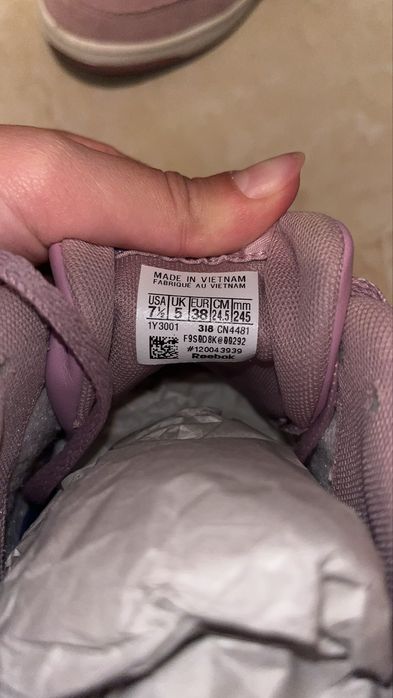 MADE IN VIETNAM
FABRIQUÉ AU VIETNAM
USA UK EUR CM mm
7½ 5 38 24.5 245
1Y3001 318 CN4481
F9S0D8K@00292
#120043939
Reebok